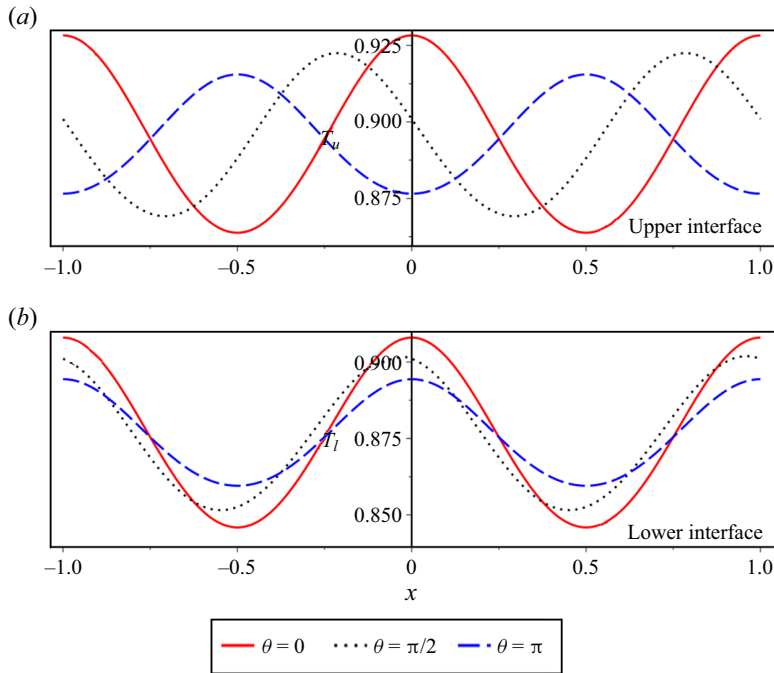 (a)
0.925
0.900
T_u
0.875
Upper interface
–1.0 –0.5 0 0.5 1.0
(b)
0.900
0.875
T_l
0.850
Lower interface
–1.0 –0.5 0 0.5 1.0
x
θ = 0 θ = π/2 θ = π